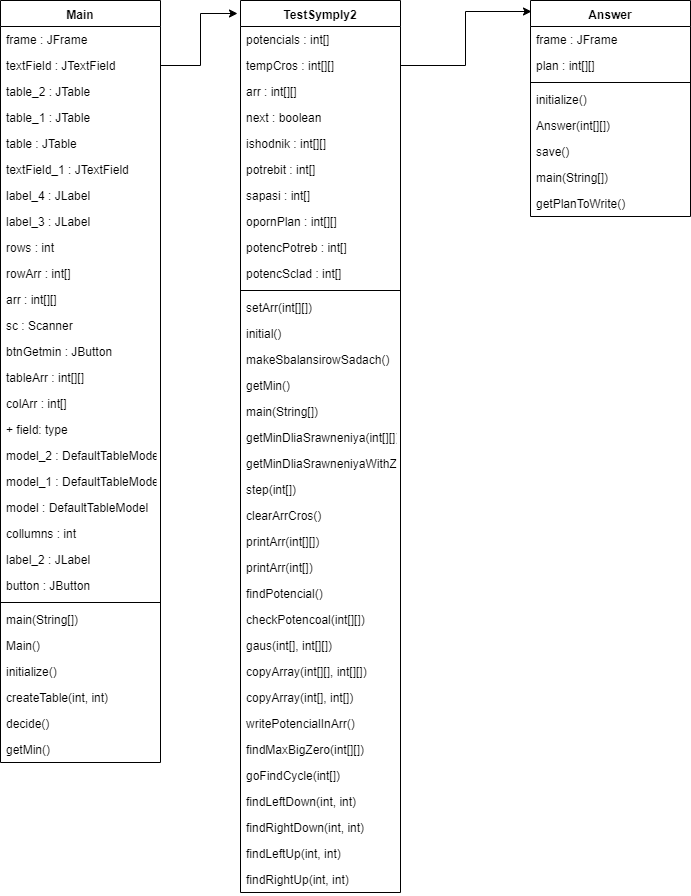 Main
frame : JFrame
textField : JTextField
table_2 : JTable
table_1 : JTable
table : JTable
textField_1 : JTextField
label_4 : JLabel
label_3 : JLabel
rows : int
rowArr : int[]
arr : int[][]
sc : Scanner
btnGetmin : JButton
tableArr : int[][]
colArr : int[]
+ field: type
model_2 : DefaultTableMode
model_1 : DefaultTableMode
model : DefaultTableModel
collumns : int
label_2 : JLabel
button : JButton
main(String[])
Main()
initialize()
createTable(int, int)
decide()
getMin()
TestSymply2
potencials : int[]
tempCros : int[][]
arr : int[][]
next : boolean
ishodnik : int[][]
potrebit : int[]
sapasi : int[]
opornPlan : int[][]
potencPotreb : int[]
potencSclad : int[]
setArr(int[][])
initial()
makeSbalansirowSadach()
getMin()
main(String[])
getMinDliaSrawneniya(int[][]
getMinDliaSrawneniyaWithZ
step(int[])
clearArrCros()
printArr(int[][])
printArr(int[])
findPotencial()
checkPotencoal(int[][])
gaus(int[], int[][])
copyArray(int[][], int[][])
copyArray(int[], int[])
writePotencialInArr()
findMaxBigZero(int[][])
goFindCycle(int[])
findLeftDown(int, int)
findRightDown(int, int)
findLeftUp(int, int)
findRightUp(int, int)
Answer
frame : JFrame
plan : int[][]
initialize()
Answer(int[][])
save()
main(String[])
getPlanToWrite()